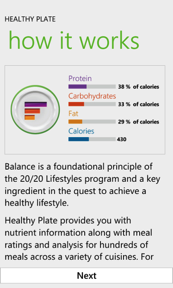 HEALTHY PLATE
how it works
Protein
38 % of calories
Carbohydrates
33 % of calories
Fat
29 % of calories
Calories
430
Balance is a foundational principle of
the 20/20 Lifestyles program and a key
ingredient in the quest to achieve a
healthy lifestyle.
Healthy Plate provides you with
nutrient information along with meal
ratings and analysis for hundreds of
meals across a variety of cuisines. For
Next